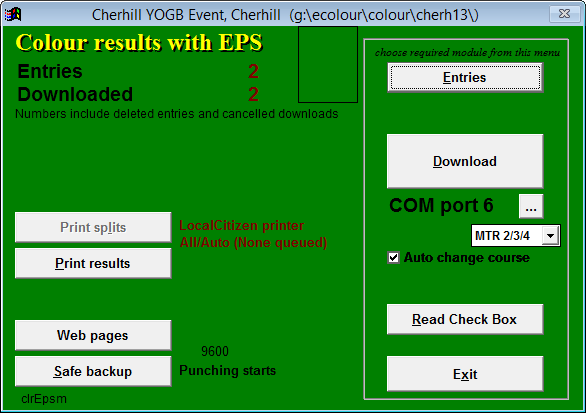 Cherhill YOGB Event, Cherhill (g:\ecolour\colour\cherh13\)
Colour results with EPS
Entries 2
Downloaded 2
Numbers include deleted entries and cancelled downloads
choose required module from this menu
Entries
Download
COM port 6 ...
MTR 2/3/4
Auto change course
Print splits
LocalCitizen printer
All/Auto (None queued)
Print results
Read Check Box
Web pages
9600
Safe backup
Punching starts
Exit
clrEpsm